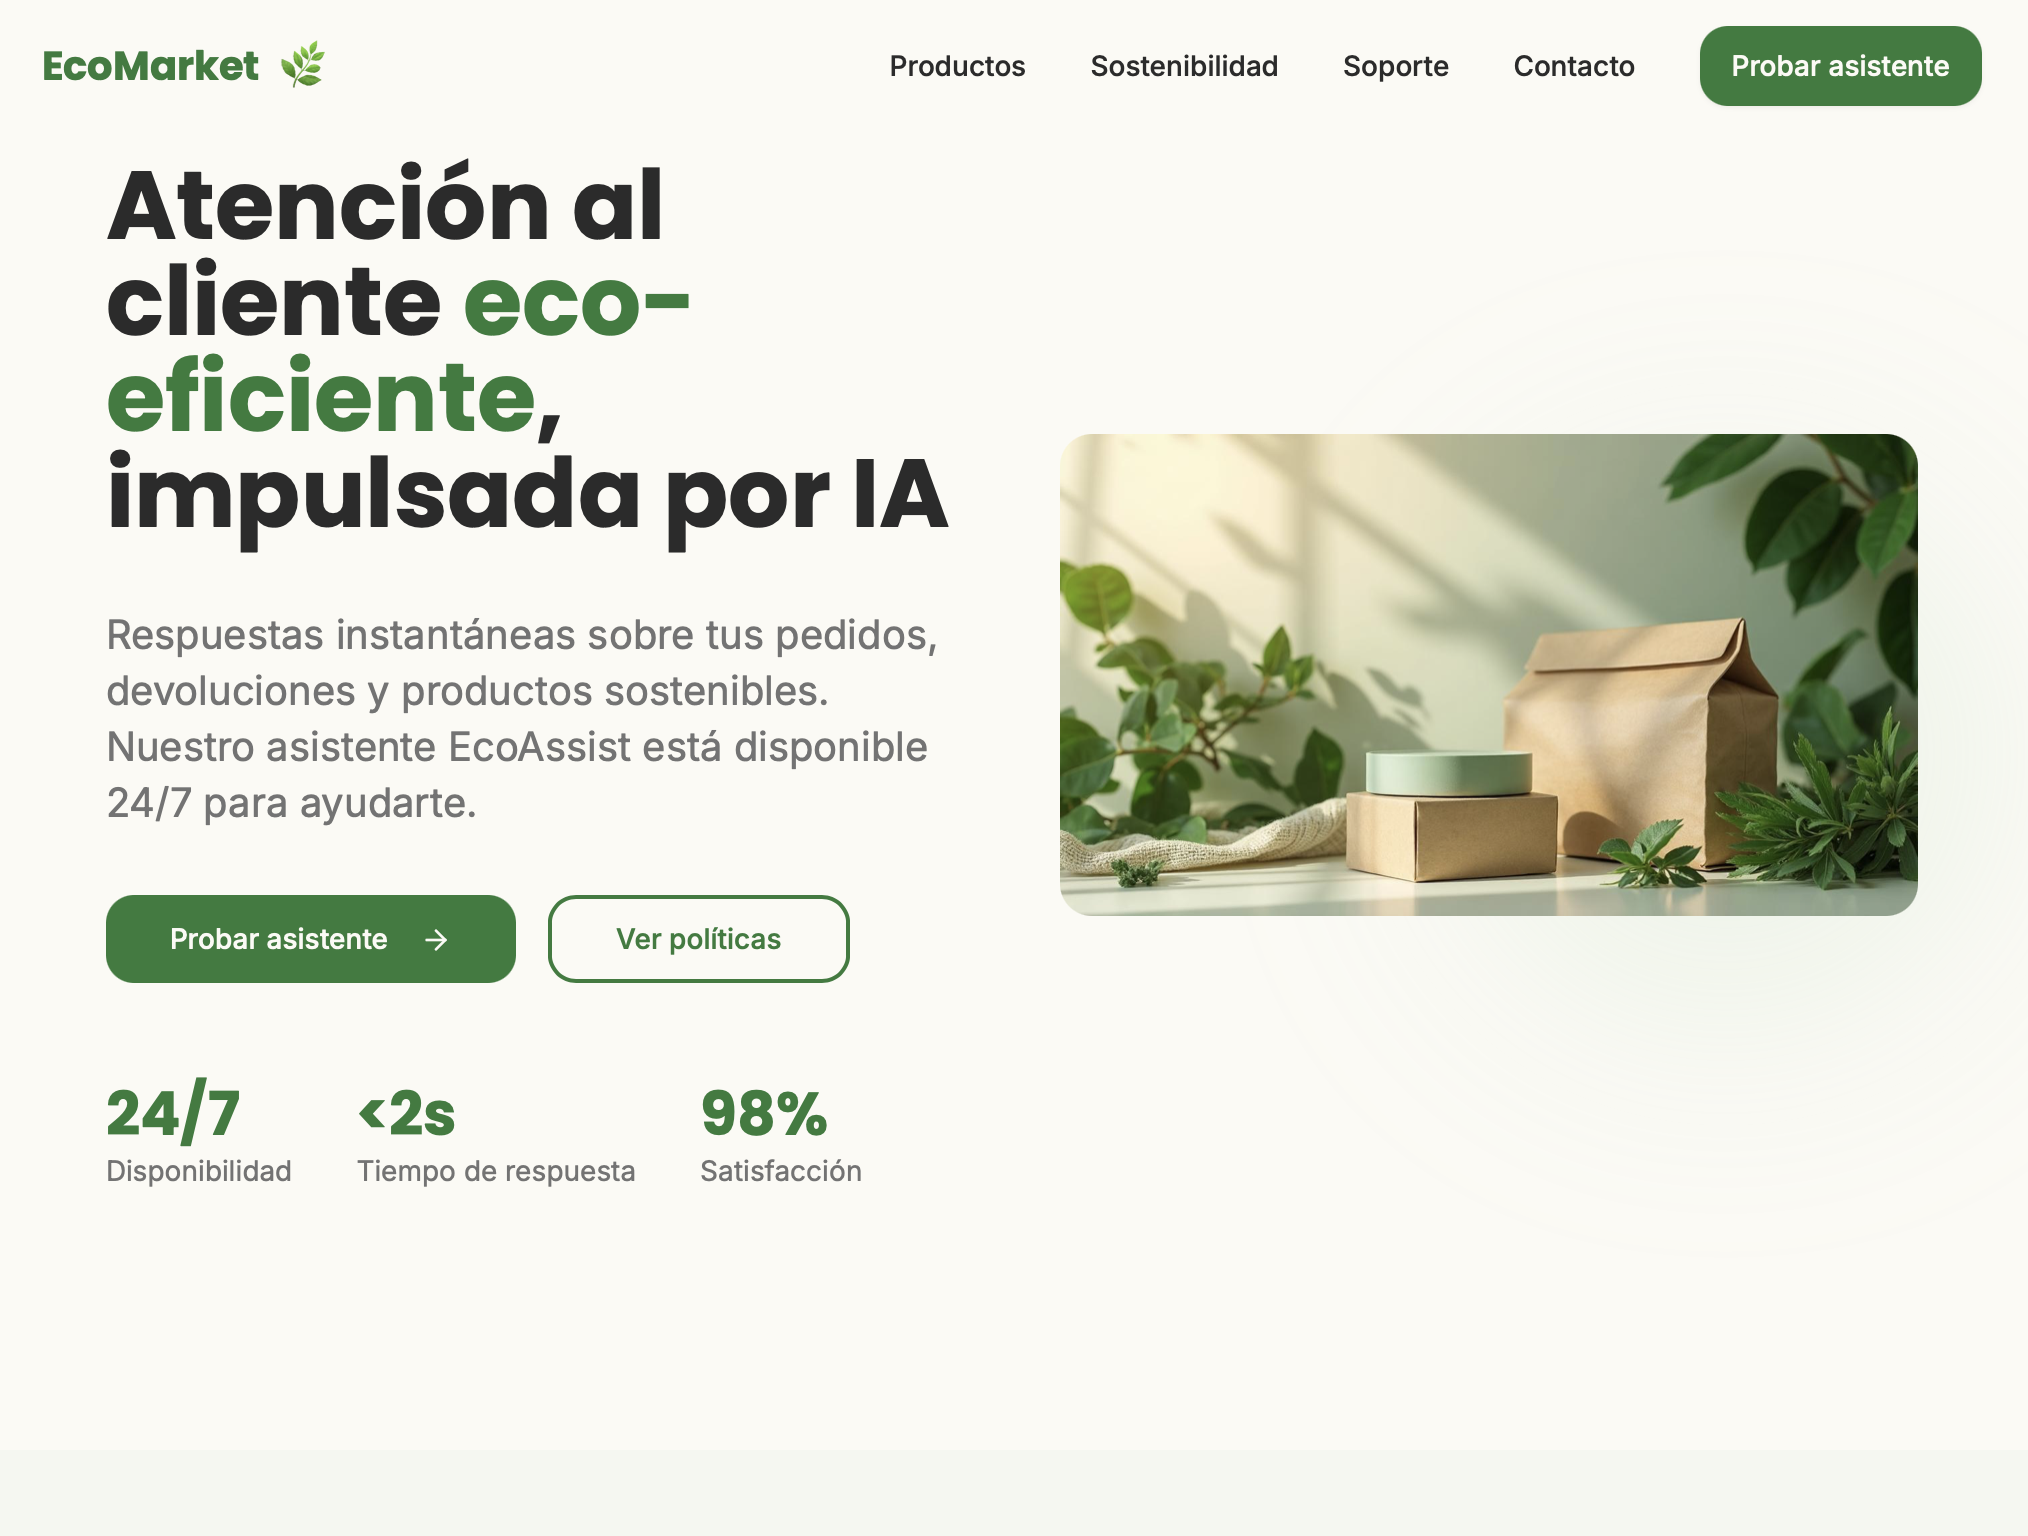 EcoMarket
Productos
Sostenibilidad
Soporte
Contacto
Probar asistente
Atención al
cliente eco-
eficiente,
impulsada por IA
Respuestas instantáneas sobre tus pedidos,
devoluciones y productos sostenibles.
Nuestro asistente EcoAssist está disponible
24/7 para ayudarte.
Probar asistente →
Ver políticas
24/7
Disponibilidad
<2s
Tiempo de respuesta
98%
Satisfacción